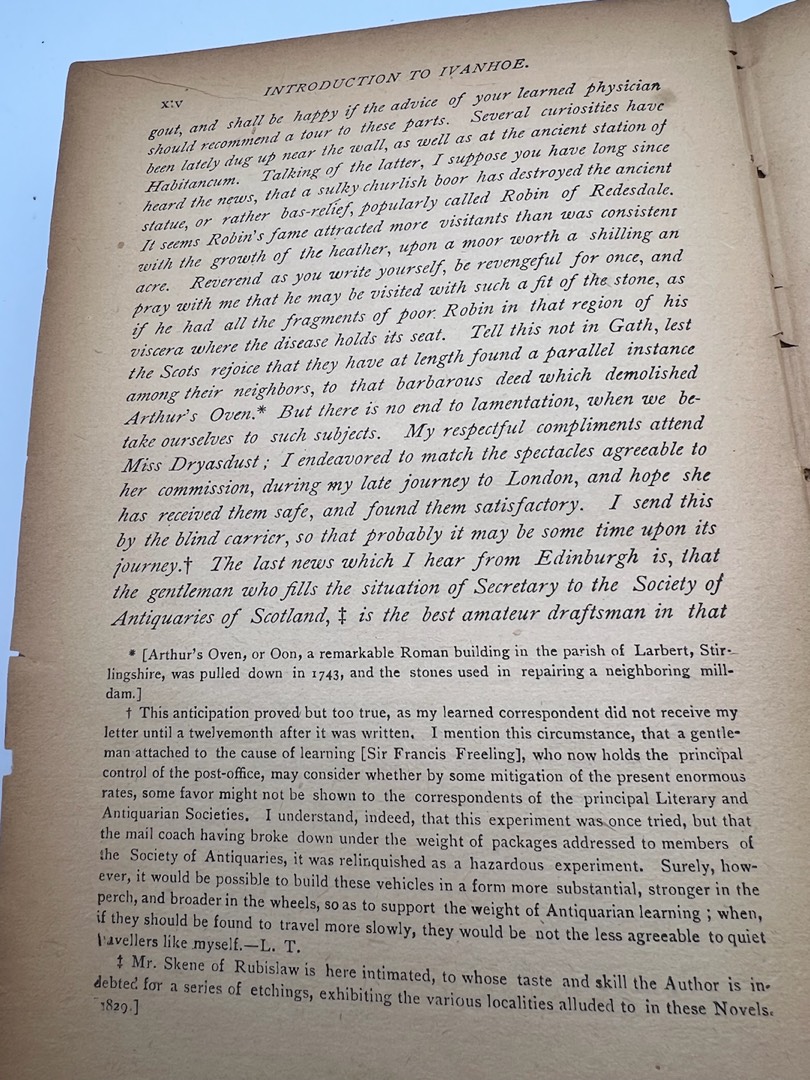 xiv INTRODUCTION TO IVANHOE.
gout, and shall be happy if the advice of your learned physician
should recommend a tour to these parts. Several curiosities have
been lately dug up near the wall, as well as at the ancient station of
Habitancum. Talking of the latter, I suppose you have long since
heard the news, that a sulky churlish boor has destroyed the ancient
statue, or rather bas-relief, popularly called Robin of Redesdale.
It seems Robin's fame attracted more visitants than was consistent
with the growth of the heather, upon a moor worth a shilling an
acre. Reverend as you write yourself, be revengeful for once, and
pray with me that he may be visited with such a fit of the stone, as
if he had all the fragments of poor Robin in that region of his
viscera where the disease holds its seat. Tell this not in Gath, lest
the Scots rejoice that they have at length found a parallel instance
among their neighbors, to that barbarous deed which demolished
Arthur's Oven.* But there is no end to lamentation, when we be-
take ourselves to such subjects. My respectful compliments attend
Miss Dryasdust; I endeavored to match the spectacles agreeable to
her commission, during my late journey to London, and hope she
has received them safe, and found them satisfactory. I send this
by the blind carrier, so that probably it may be some time upon its
journey.† The last news which I hear from Edinburgh is, that
the gentleman who fills the situation of Secretary to the Society of
Antiquaries of Scotland, ‡ is the best amateur draftsman in that
* [Arthur's Oven, or Oon, a remarkable Roman building in the parish of Larbert, Stir-
lingshire, was pulled down in 1743, and the stones used in repairing a neighboring mill-
dam.]
† This anticipation proved but too true, as my learned correspondent did not receive my
letter until a twelvemonth after it was written. I mention this circumstance, that a gentle-
man attached to the cause of learning [Sir Francis Freeling], who now holds the principal
control of the post-office, may consider whether by some mitigation of the present enormous
rates, some favor might not be shown to the correspondents of the principal Literary and
Antiquarian Societies. I understand, indeed, that this experiment was once tried, but that
the mail coach having broke down under the weight of packages addressed to members of
the Society of Antiquaries, it was relinquished as a hazardous experiment. Surely, how-
ever, it would be possible to build these vehicles in a form more substantial, stronger in the
perch, and broader in the wheels, so as to support the weight of Antiquarian learning; when,
if they should be found to travel more slowly, they would be not the less agreeable to quiet
travellers like myself.—L. T.
‡ Mr. Skene of Rubislaw is here intimated, to whose taste and skill the Author is in-
debted for a series of etchings, exhibiting the various localities alluded to in these Novels.
1829.]